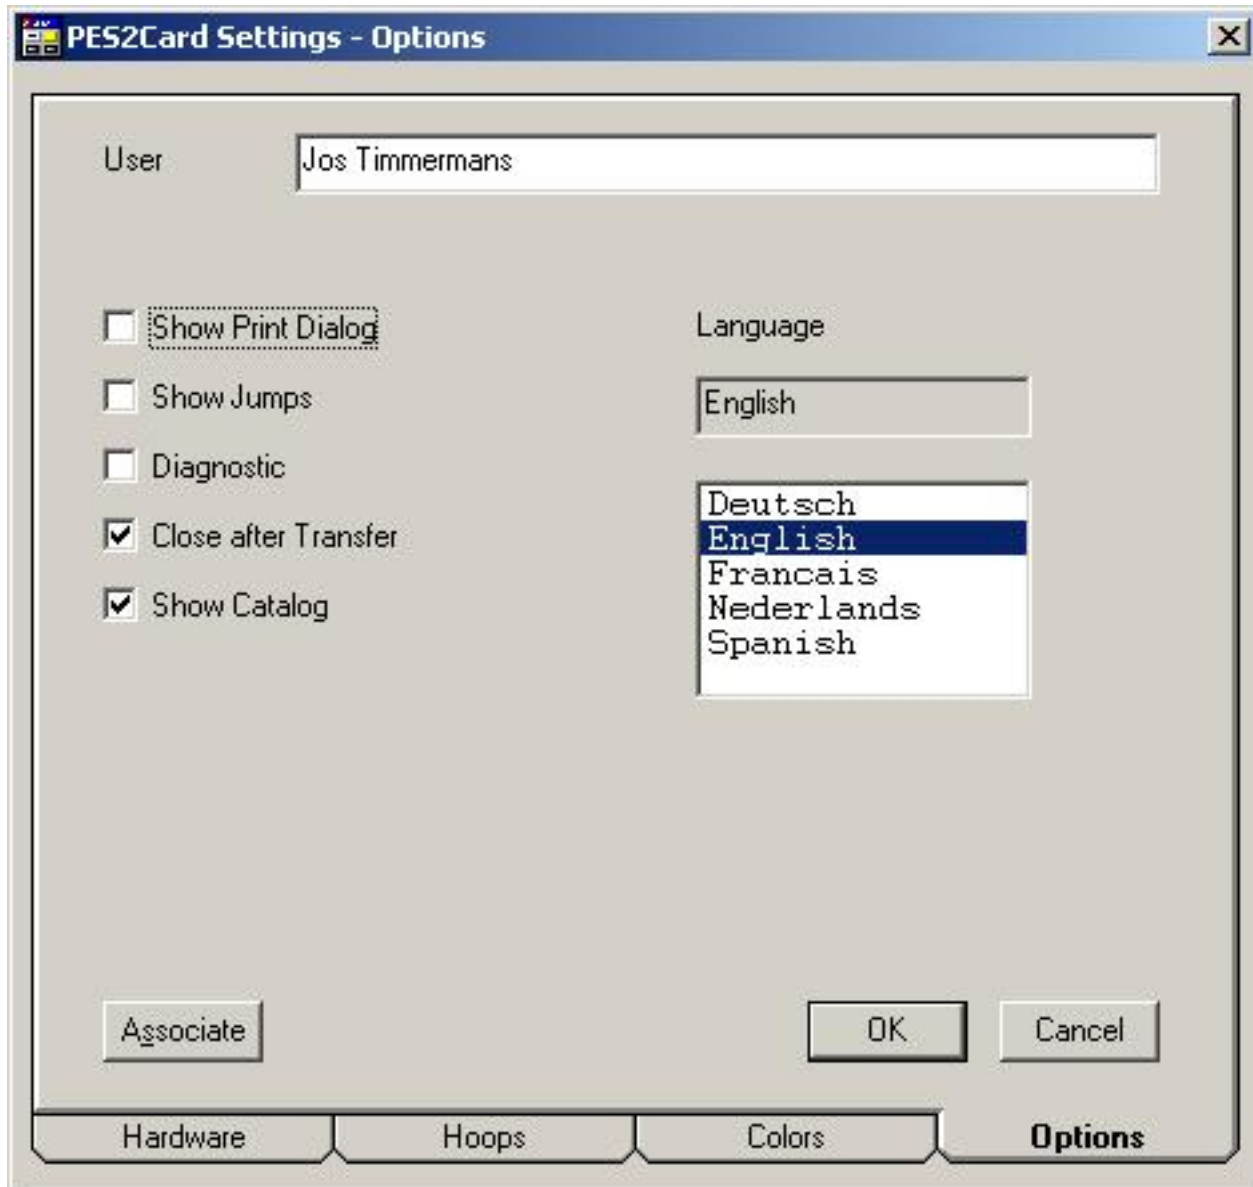 PES2Card Settings - Options
User
Jos Timmermans
Show Print Dialog
Show Jumps
Diagnostic
Close after Transfer
Show Catalog
Language
English
Deutsch
English
Francais
Nederlands
Spanish
Associate
OK
Cancel
Hardware
Hoops
Colors
Options